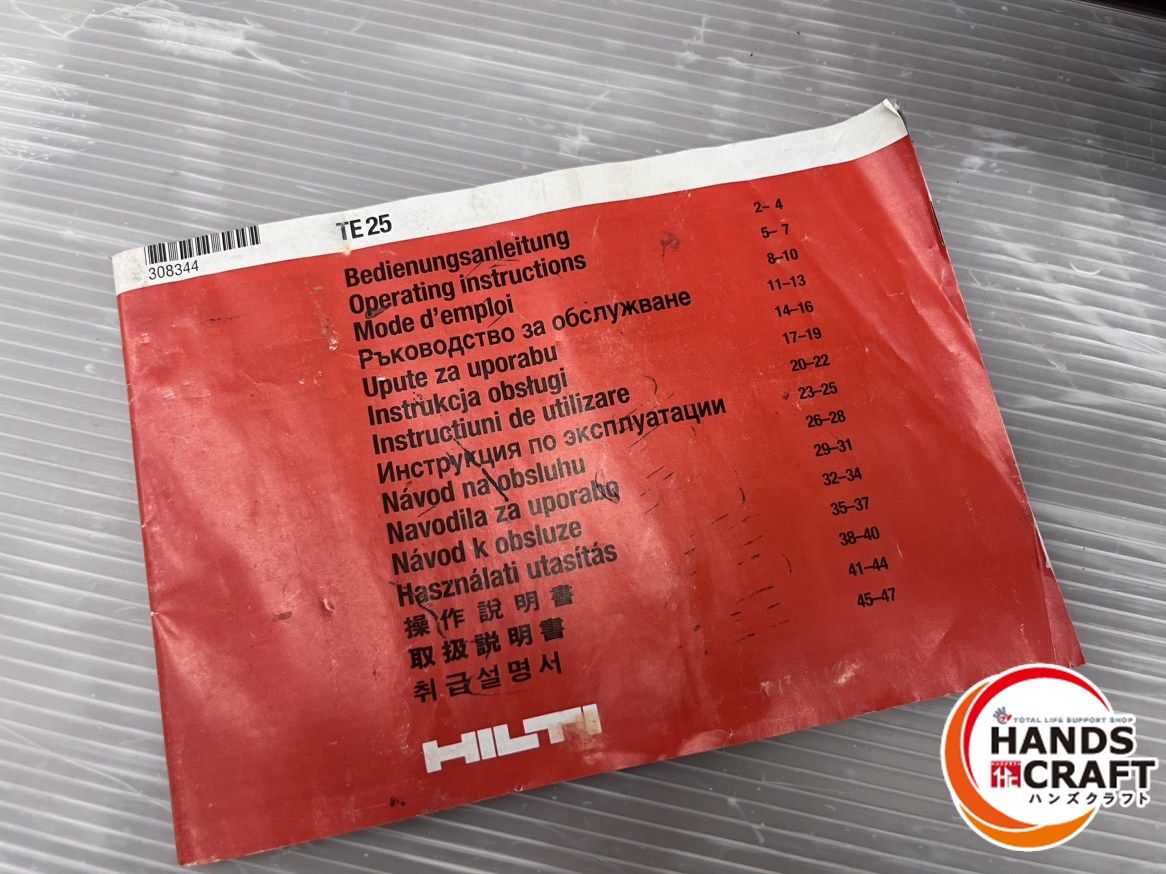 TE 25
308344
Bedienungsanleitung 2– 4
Operating instructions 5– 7
Mode d'emploi 8–10
Ръководство за обслужване 11–13
Upute za uporabu 14–16
Instrukcja obsługi 17–19
Instructiuni de utilizare 20–22
Инструкция по эксплуатации 23–25
Návod na obsluhu 26–28
Navodila za uporabo 29–31
Návod k obsluze 32–34
Használati utasítás 35–37
操作說明書 38–40
取扱説明書 41–44
취급설명서 45–47
HILTI
TOTAL LIFE SUPPORT SHOP
HANDS
CRAFT
ハンズクラフト